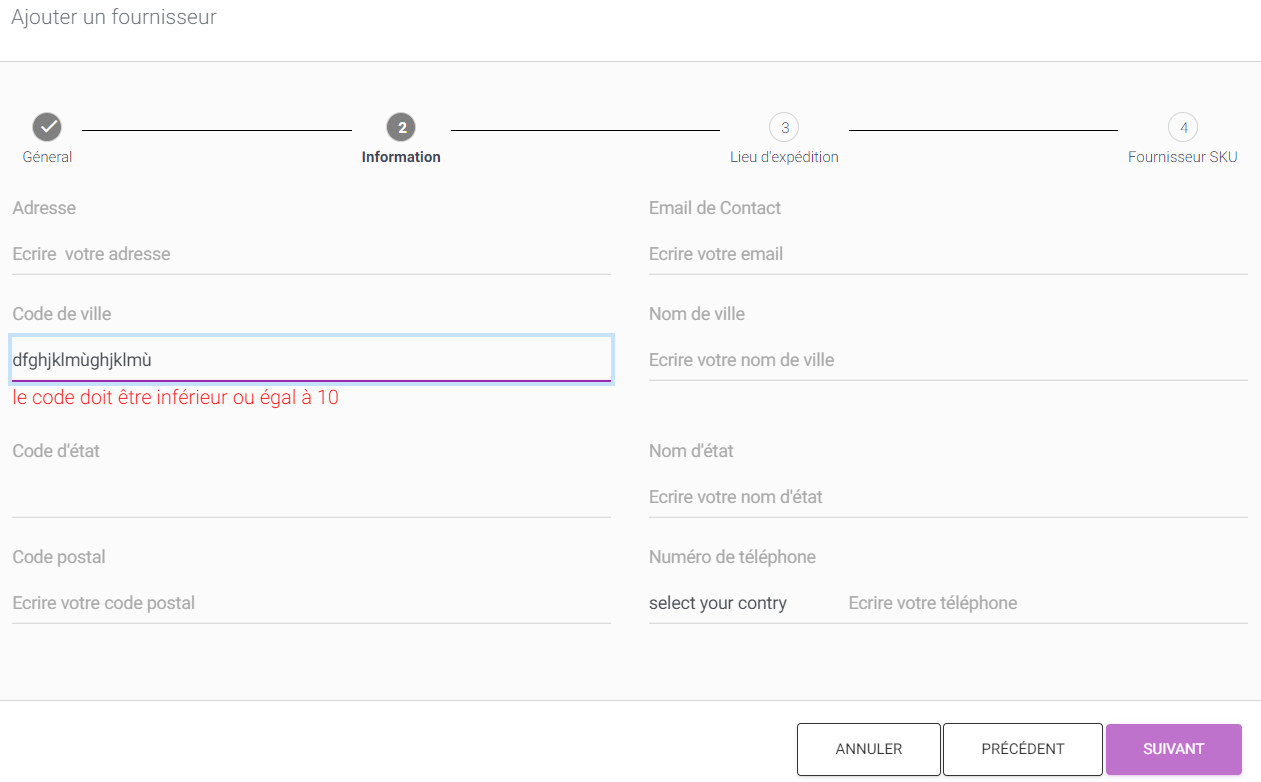 Ajouter un fournisseur
2
3
4
Géneral
Information
Lieu d'expédition
Fournisseur SKU
Adresse
Email de Contact
Ecrire votre adresse
Ecrire votre email
Code de ville
Nom de ville
dfghjklmùghjklmù
Ecrire votre nom de ville
le code doit être inférieur ou égal à 10
Code d'état
Nom d'état
Ecrire votre nom d'état
Code postal
Numéro de téléphone
Ecrire votre code postal
select your contry
Ecrire votre téléphone
ANNULER
PRÉCÉDENT
SUIVANT